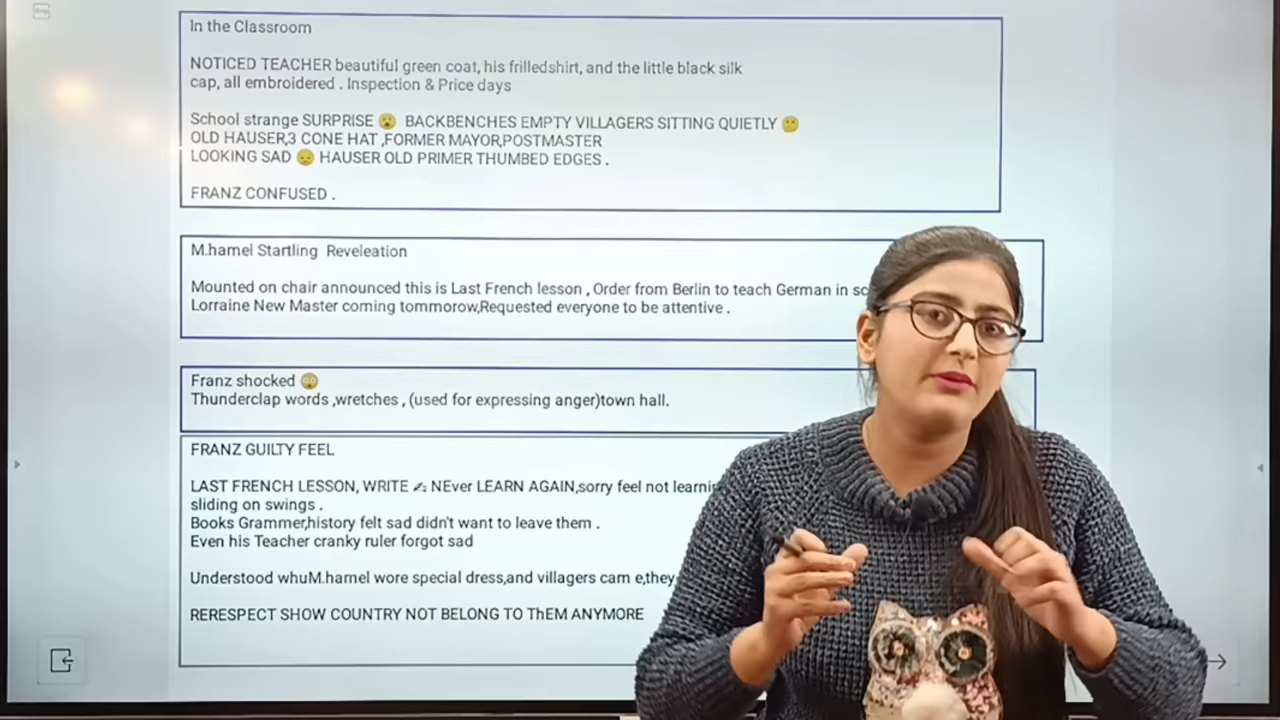 In the Classroom
NOTICED TEACHER beautiful green coat, his frilledshirt, and the little black silk
cap, all embroidered . Inspection & Price days
School strange SURPRISE 😮 BACKBENCHES EMPTY VILLAGERS SITTING QUIETLY 🤔
OLD HAUSER,3 CONE HAT ,FORMER MAYOR,POSTMASTER
LOOKING SAD 😔 HAUSER OLD PRIMER THUMBED EDGES .
FRANZ CONFUSED .
M.hamel Startling Reveleation
Mounted on chair announced this is Last French lesson , Order from Berlin to teach German in
Lorraine New Master coming tommorow,Requested everyone to be attentive .
Franz shocked 😳
Thunderclap words ,wretches , (used for expressing anger)town hall.
FRANZ GUILTY FEEL
LAST FRENCH LESSON, WRITE ✍ NEver LEARN AGAIN,sorry feel not
sliding on swings .
Books Grammer,history felt sad didn't want to leave them .
Even his Teacher cranky ruler forgot sad
Understood whuM.hamel wore special dress,and villagers cam e,they
RERESPECT SHOW COUNTRY NOT BELONG TO ThEM ANYMORE